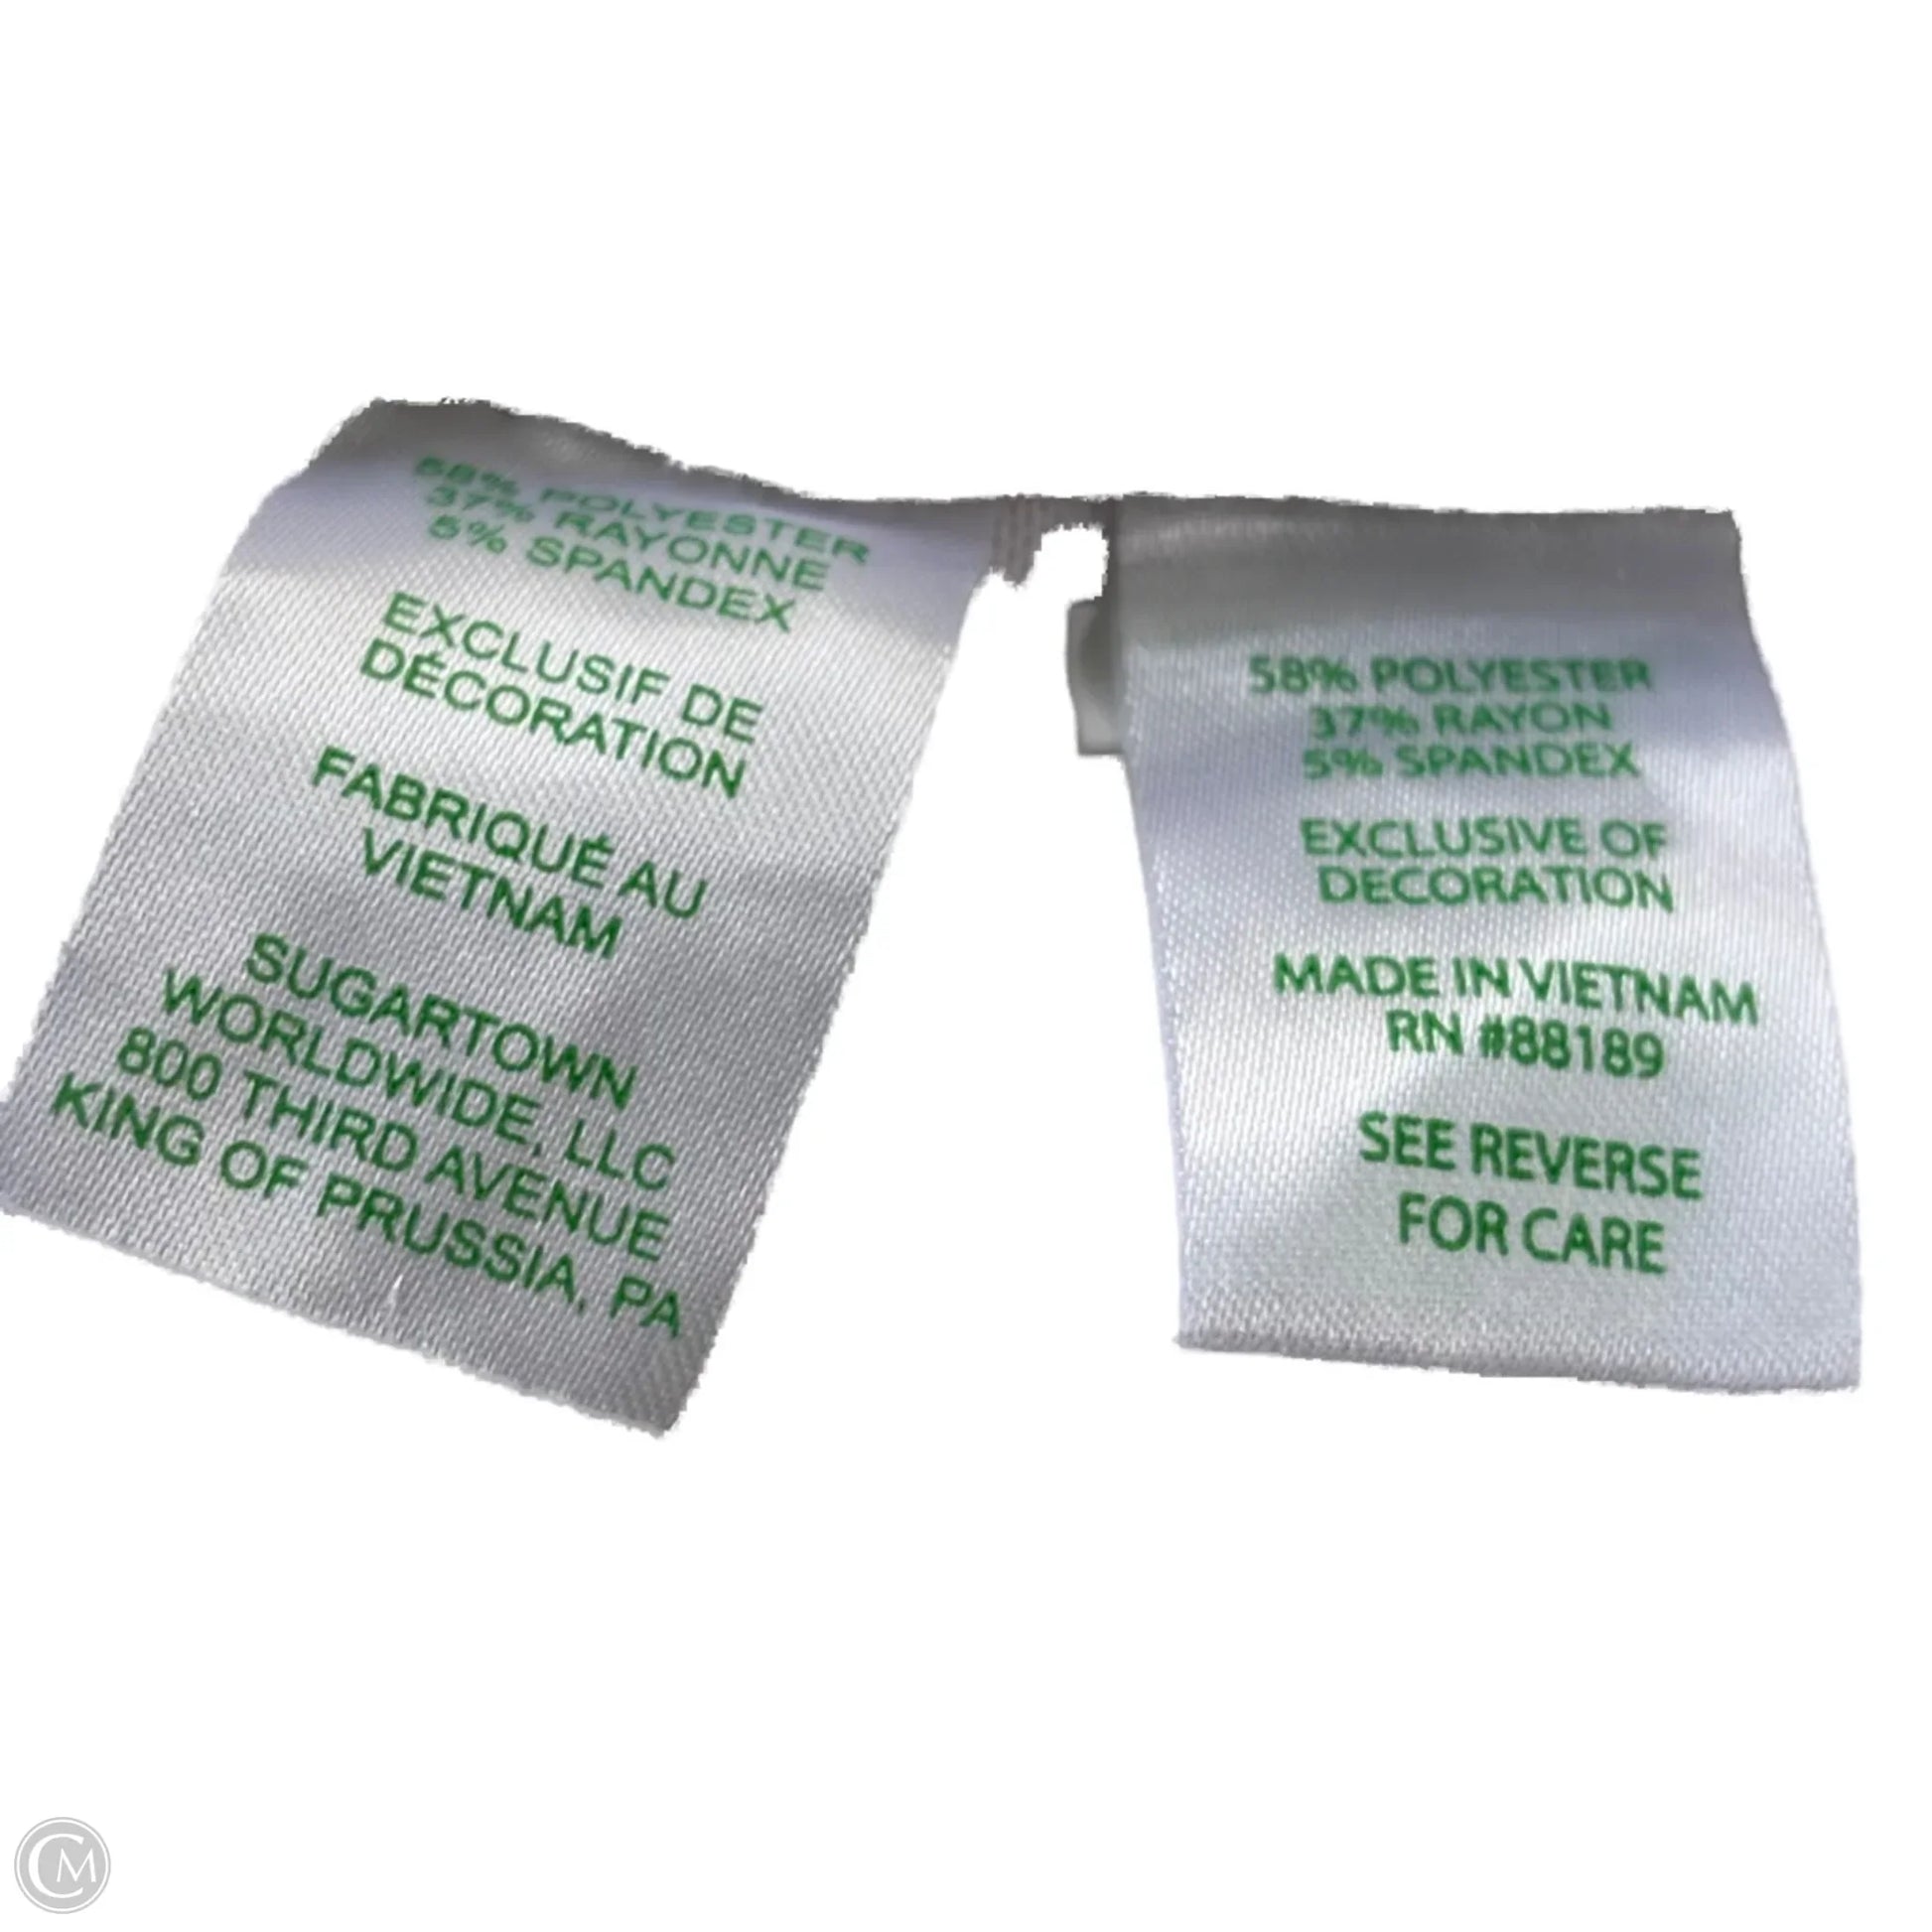 58% POLYESTER
37% RAYONNE
5% SPANDEX
EXCLUSIF DE
DÉCORATION
FABRIQUÉ AU
VIETNAM
SUGARTOWN
WORLDWIDE, LLC
800 THIRD AVENUE
KING OF PRUSSIA, PA
58% POLYESTER
37% RAYON
5% SPANDEX
EXCLUSIVE OF
DECORATION
MADE IN VIETNAM
RN #88189
SEE REVERSE
FOR CARE
CM